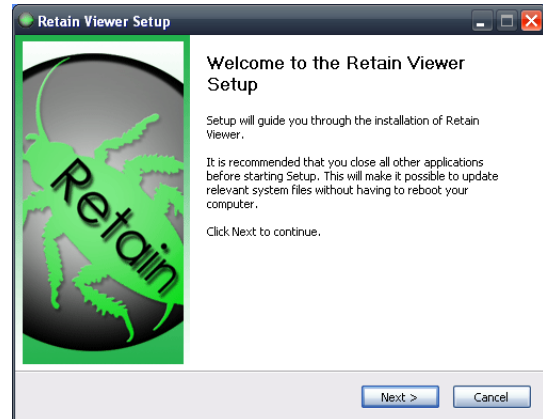 Retain Viewer Setup
Welcome to the Retain Viewer
Setup
Setup will guide you through the installation of Retain
Viewer.
It is recommended that you close all other applications
before starting Setup. This will make it possible to update
relevant system files without having to reboot your
computer.
Click Next to continue.
Retain
Next >
Cancel